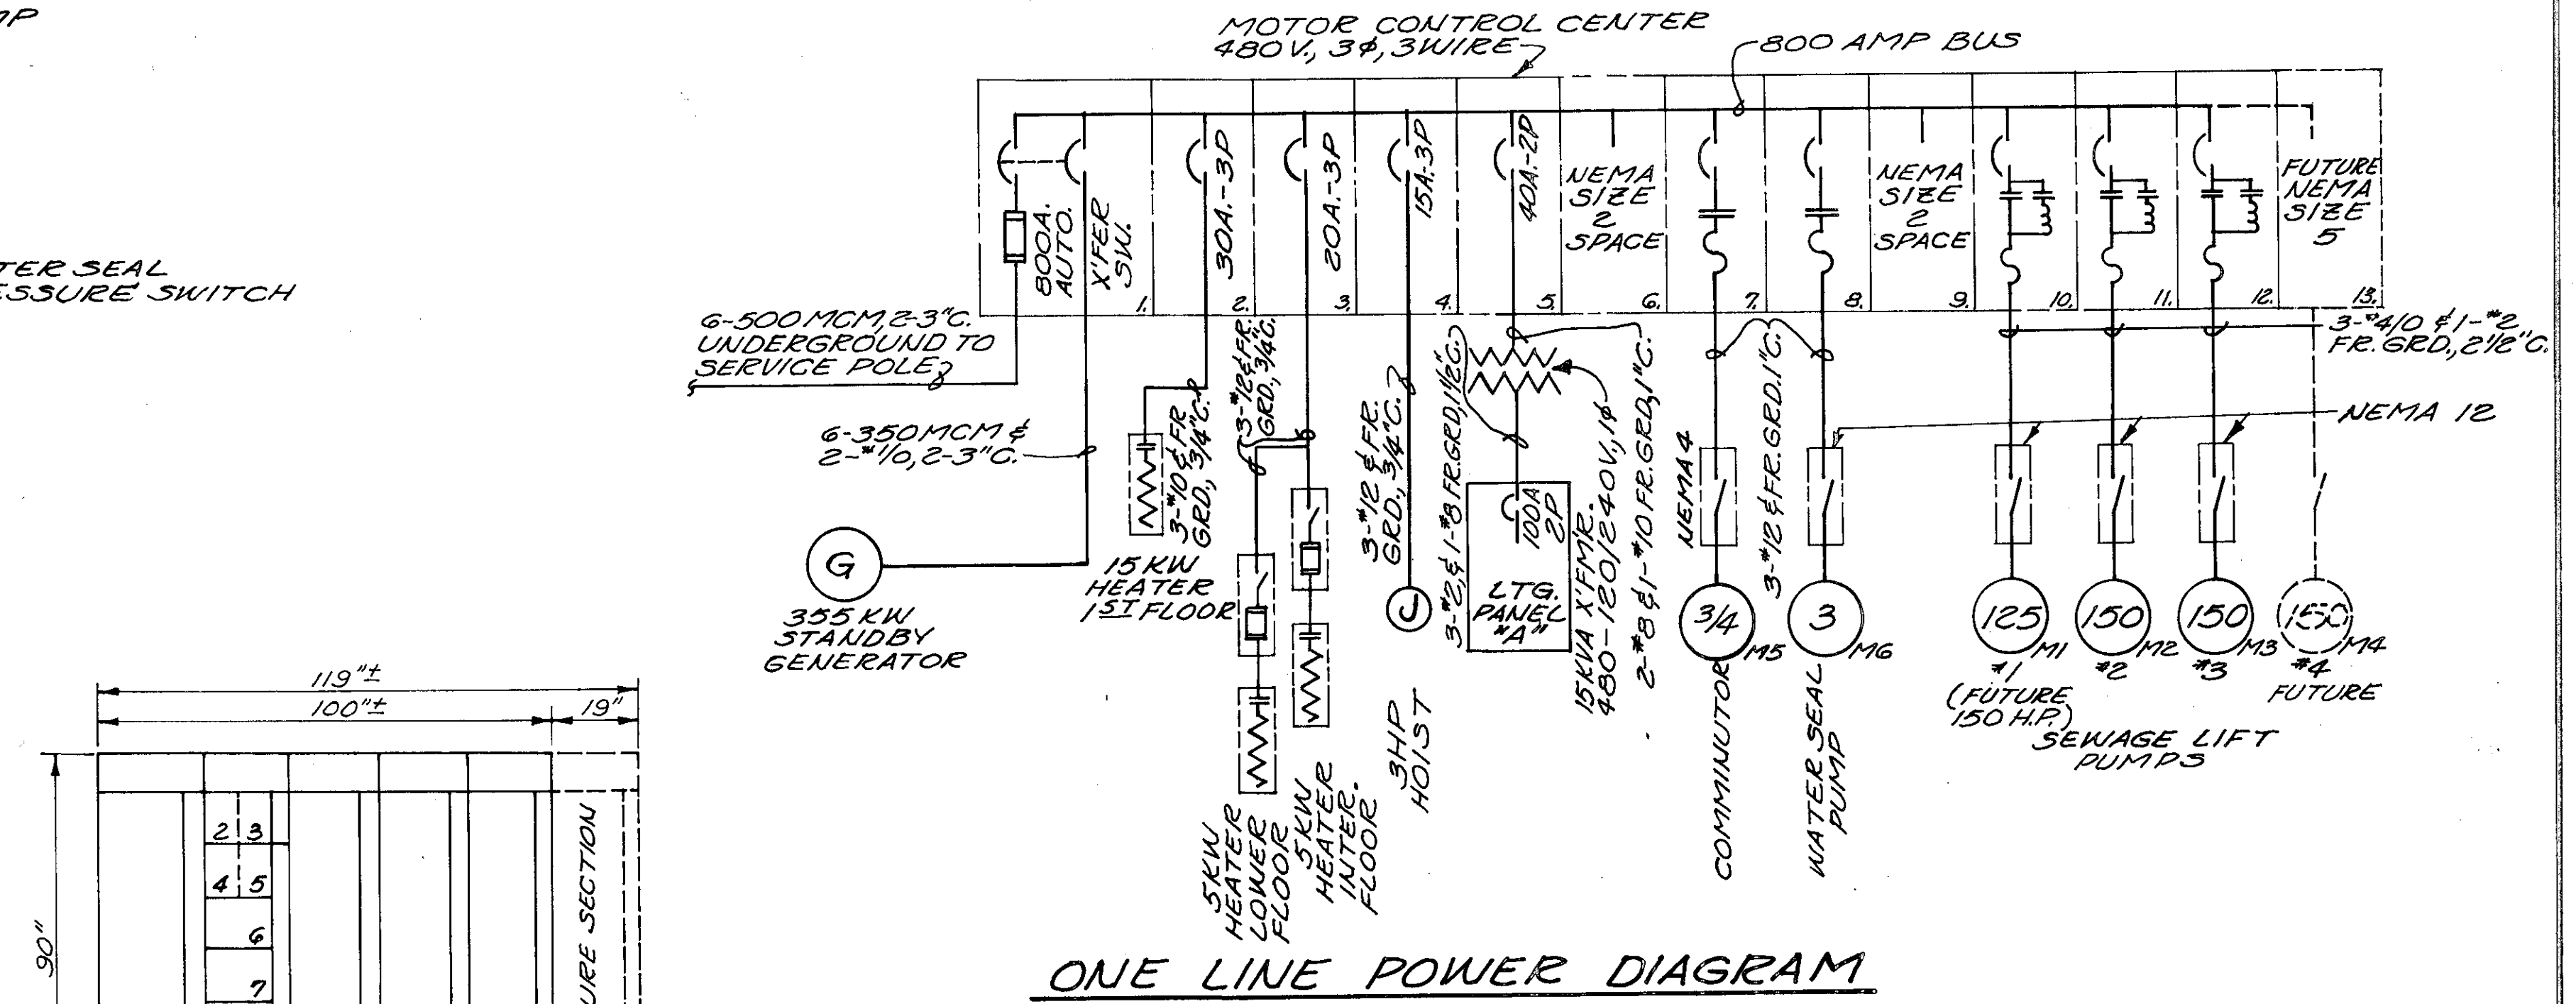 MOTOR CONTROL CENTER
480V., 3ϕ, 3WIRE
800 AMP BUS
TER SEAL
ESSURE SWITCH
800A.
AUTO.
X'FER
SW.
1.
30A.-3P
2.
20A.-3P
3.
15A-3P
4.
40A.-2P
5.
NEMA
SIZE
2
SPACE
6.
7.
8.
NEMA
SIZE
2
SPACE
9.
10.
11.
12.
FUTURE
NEMA
SIZE
5
13.
6-500 MCM, 2-3"C.
UNDERGROUND TO
SERVICE POLE
6-350MCM &
2-#1/0, 2-3"C.
G
355 KW
STANDBY
GENERATOR
3-#10 & FR
GRD., 3/4"C.
15 KW
HEATER
1ST FLOOR
3-#12 & FR.
GRD., 3/4"C.
5KW
HEATER
LOWER
FLOOR
5KW
HEATER
INTER.
FLOOR
3-#12 & FR.
GRD., 3/4"C.
J
3HP
HOIST
3-#2, & 1-#8 FR.GRD, 1 1/2"C.
100A
2P
LTG.
PANEL
"A"
15KVA X'FM'R.
480-120/240V, 1ϕ
2-#8 & 1-#10 FR.GRD, 1"C.
NEMA 4
3/4
M5
COMMINUTOR
3-#12 & FR.GRD. 1"C.
3
M6
WATER SEAL
PUMP
3-#4/0 & 1-#2
FR. GRD., 2 1/2"C.
NEMA 12
125
M1
#1
(FUTURE
150 H.P.)
150
M2
#2
150
M3
#3
150
M4
#4
FUTURE
SEWAGE LIFT
PUMPS
ONE LINE POWER DIAGRAM
119"±
100"±
19"
90"
2
3
4
5
6
7
URE SECTION